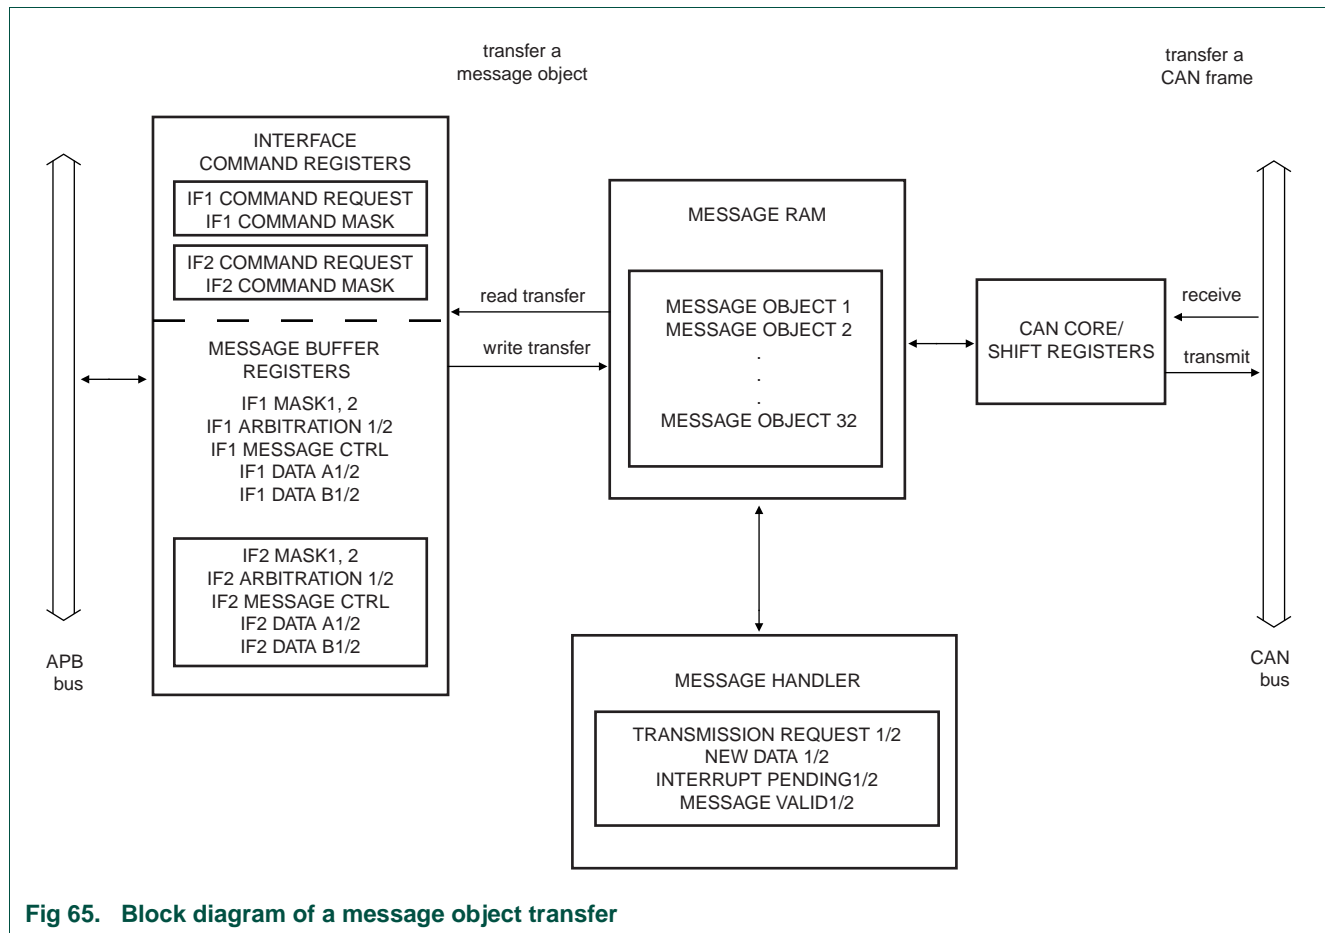 transfer a
message object
transfer a
CAN frame
INTERFACE
COMMAND REGISTERS
IF1 COMMAND REQUEST
IF1 COMMAND MASK
IF2 COMMAND REQUEST
IF2 COMMAND MASK
MESSAGE BUFFER
REGISTERS
IF1 MASK1, 2
IF1 ARBITRATION 1/2
IF1 MESSAGE CTRL
IF1 DATA A1/2
IF1 DATA B1/2
IF2 MASK1, 2
IF2 ARBITRATION 1/2
IF2 MESSAGE CTRL
IF2 DATA A1/2
IF2 DATA B1/2
APB
bus
read transfer
write transfer
MESSAGE RAM
MESSAGE OBJECT 1
MESSAGE OBJECT 2
.
.
.
MESSAGE OBJECT 32
CAN CORE/
SHIFT REGISTERS
receive
transmit
CAN
bus
MESSAGE HANDLER
TRANSMISSION REQUEST 1/2
NEW DATA 1/2
INTERRUPT PENDING1/2
MESSAGE VALID1/2
Fig 65. Block diagram of a message object transfer